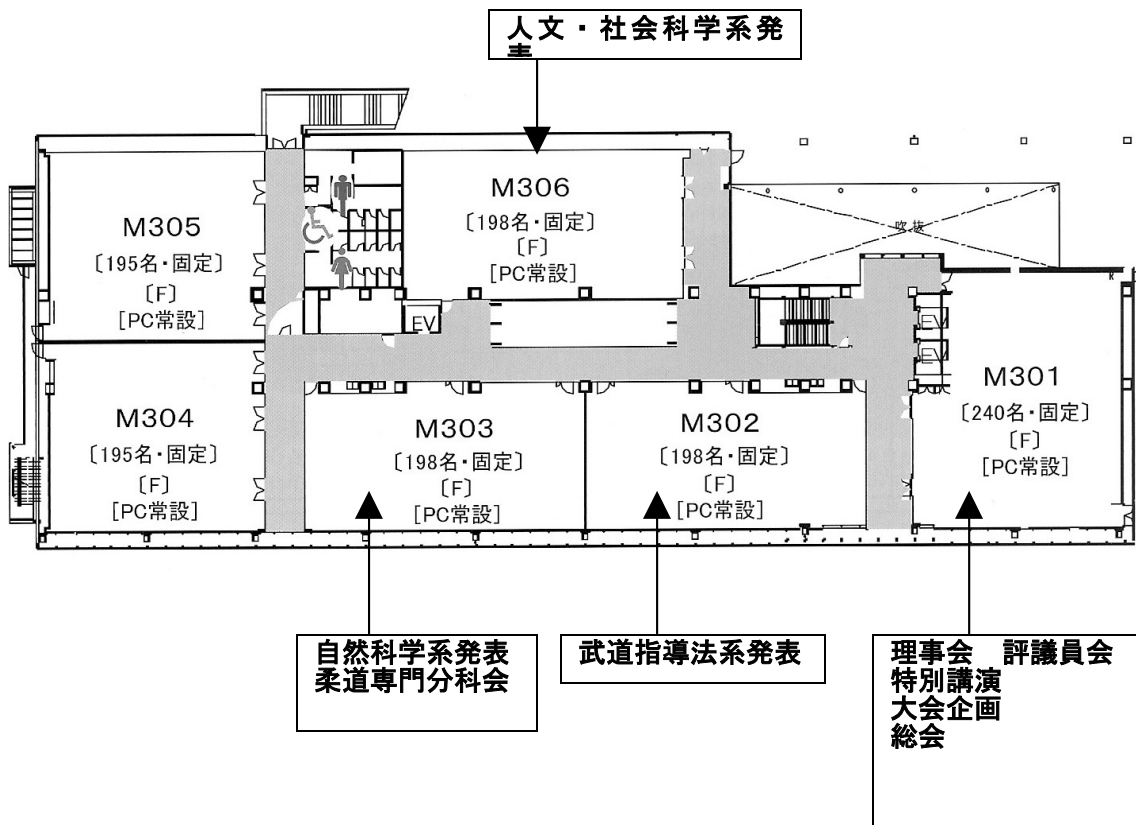 人文・社会科学系発
表
M306
〔198名・固定〕
〔F〕
[PC常設]
M305
〔195名・固定〕
〔F〕
[PC常設]
吹抜
EV
EV
EV
M301
〔240名・固定〕
〔F〕
[PC常設]
M304
〔195名・固定〕
〔F〕
[PC常設]
M303
〔198名・固定〕
〔F〕
[PC常設]
M302
〔198名・固定〕
〔F〕
[PC常設]
自然科学系発表
柔道専門分科会
武道指導法系発表
理事会　評議員会
特別講演
大会企画
総会